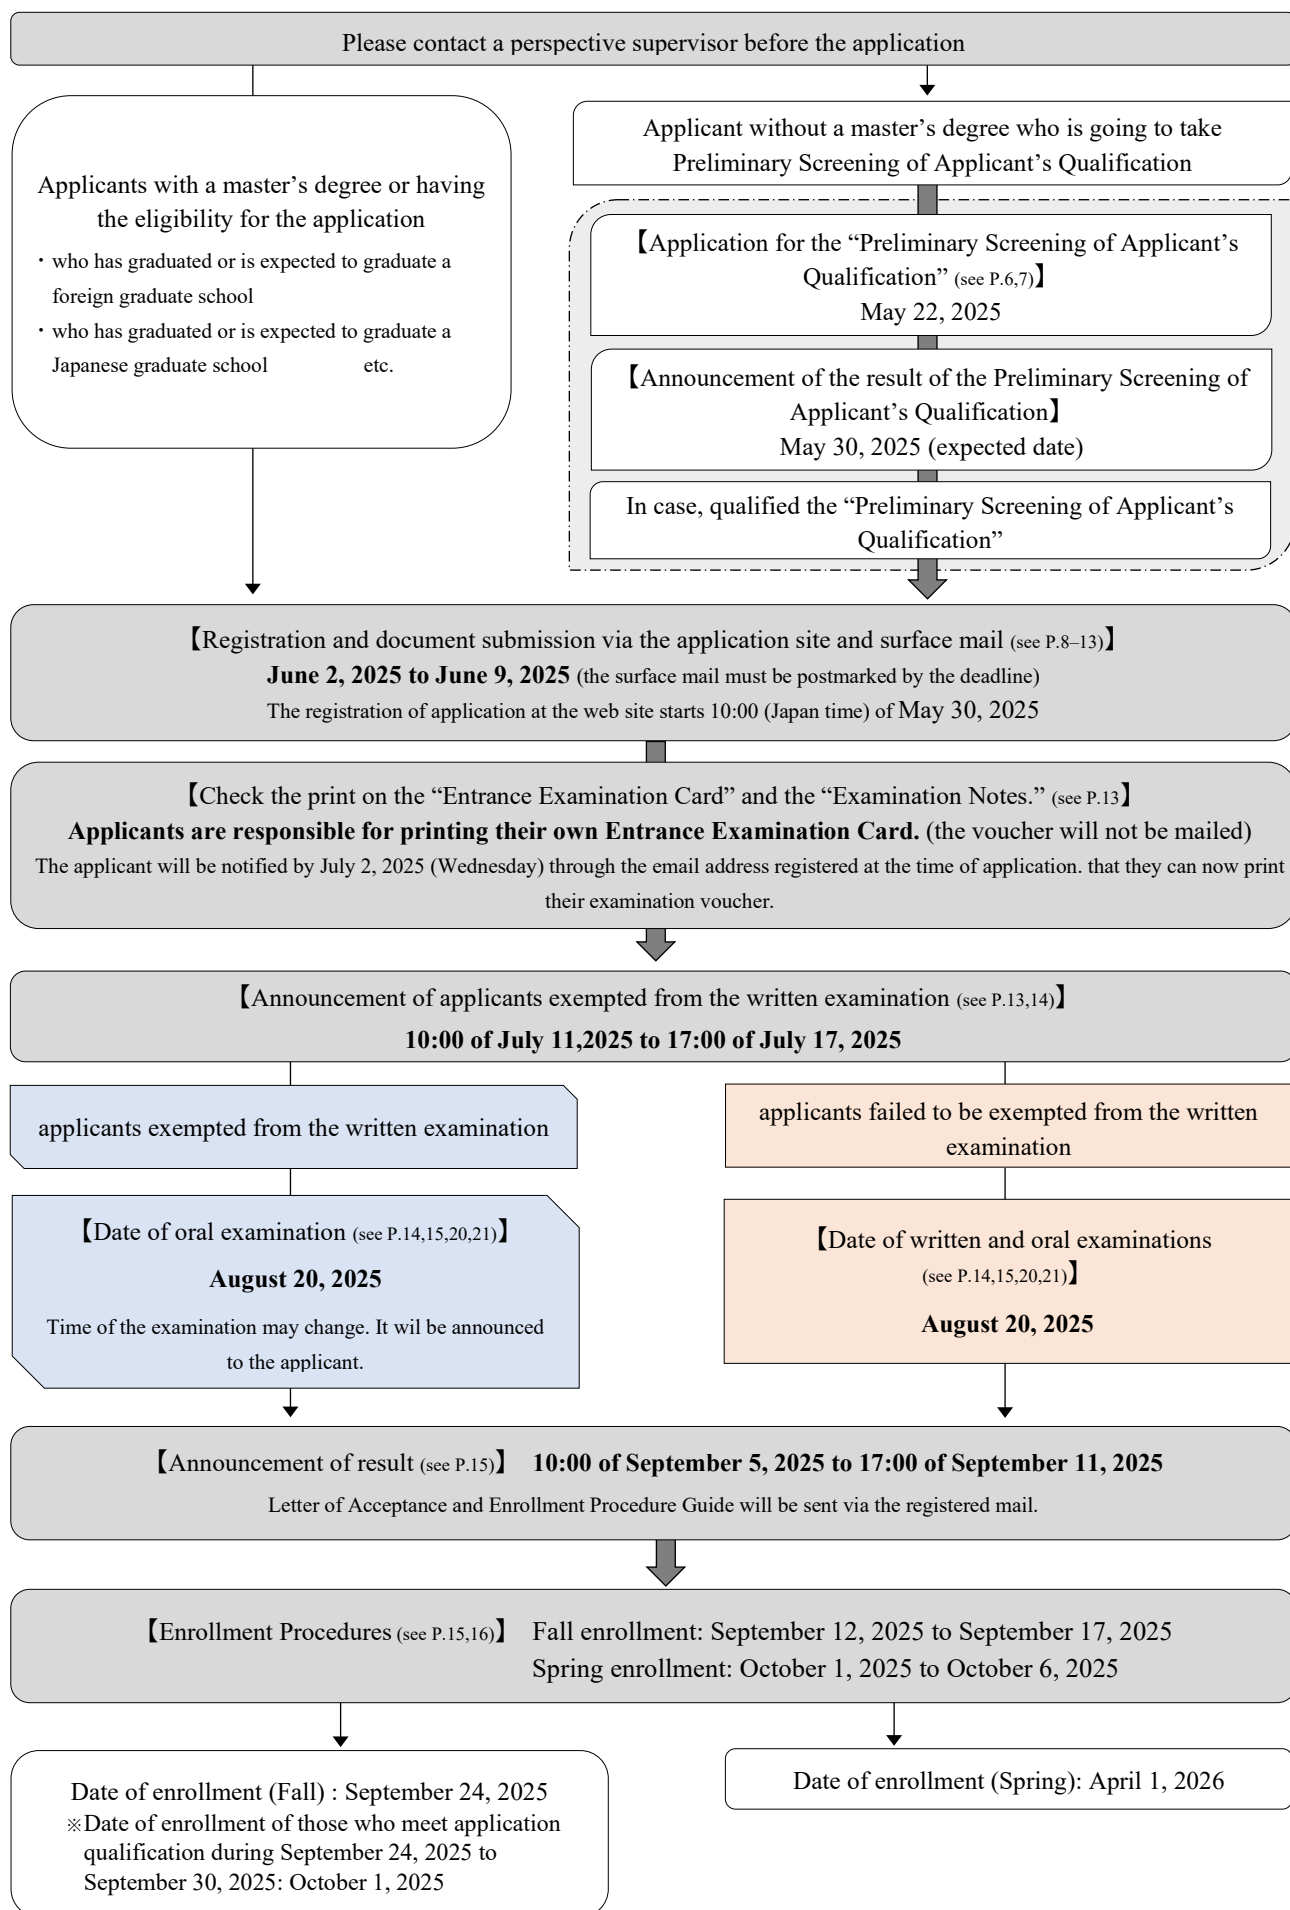 Please contact a perspective supervisor before the application
Applicants with a master’s degree or having
the eligibility for the application
・who has graduated or is expected to graduate a
foreign graduate school
・who has graduated or is expected to graduate a
Japanese graduate school etc.
Applicant without a master’s degree who is going to take
Preliminary Screening of Applicant’s Qualification
【Application for the “Preliminary Screening of Applicant’s
Qualification” (see P.6,7)】
May 22, 2025
【Announcement of the result of the Preliminary Screening of
Applicant’s Qualification】
May 30, 2025 (expected date)
In case, qualified the “Preliminary Screening of Applicant’s
Qualification”
【Registration and document submission via the application site and surface mail (see P.8–13)】
June 2, 2025 to June 9, 2025 (the surface mail must be postmarked by the deadline)
The registration of application at the web site starts 10:00 (Japan time) of May 30, 2025
【Check the print on the “Entrance Examination Card” and the “Examination Notes.” (see P.13】
Applicants are responsible for printing their own Entrance Examination Card. (the voucher will not be mailed)
The applicant will be notified by July 2, 2025 (Wednesday) through the email address registered at the time of application. that they can now print
their examination voucher.
【Announcement of applicants exempted from the written examination (see P.13,14)】
10:00 of July 11,2025 to 17:00 of July 17, 2025
applicants exempted from the written examination
applicants failed to be exempted from the written
examination
【Date of oral examination (see P.14,15,20,21)】
August 20, 2025
Time of the examination may change. It wil be announced
to the applicant.
【Date of written and oral examinations
(see P.14,15,20,21)】
August 20, 2025
【Announcement of result (see P.15)】 10:00 of September 5, 2025 to 17:00 of September 11, 2025
Letter of Acceptance and Enrollment Procedure Guide will be sent via the registered mail.
【Enrollment Procedures (see P.15,16)】 Fall enrollment: September 12, 2025 to September 17, 2025
Spring enrollment: October 1, 2025 to October 6, 2025
Date of enrollment (Fall) : September 24, 2025
※Date of enrollment of those who meet application
qualification during September 24, 2025 to
September 30, 2025: October 1, 2025
Date of enrollment (Spring): April 1, 2026